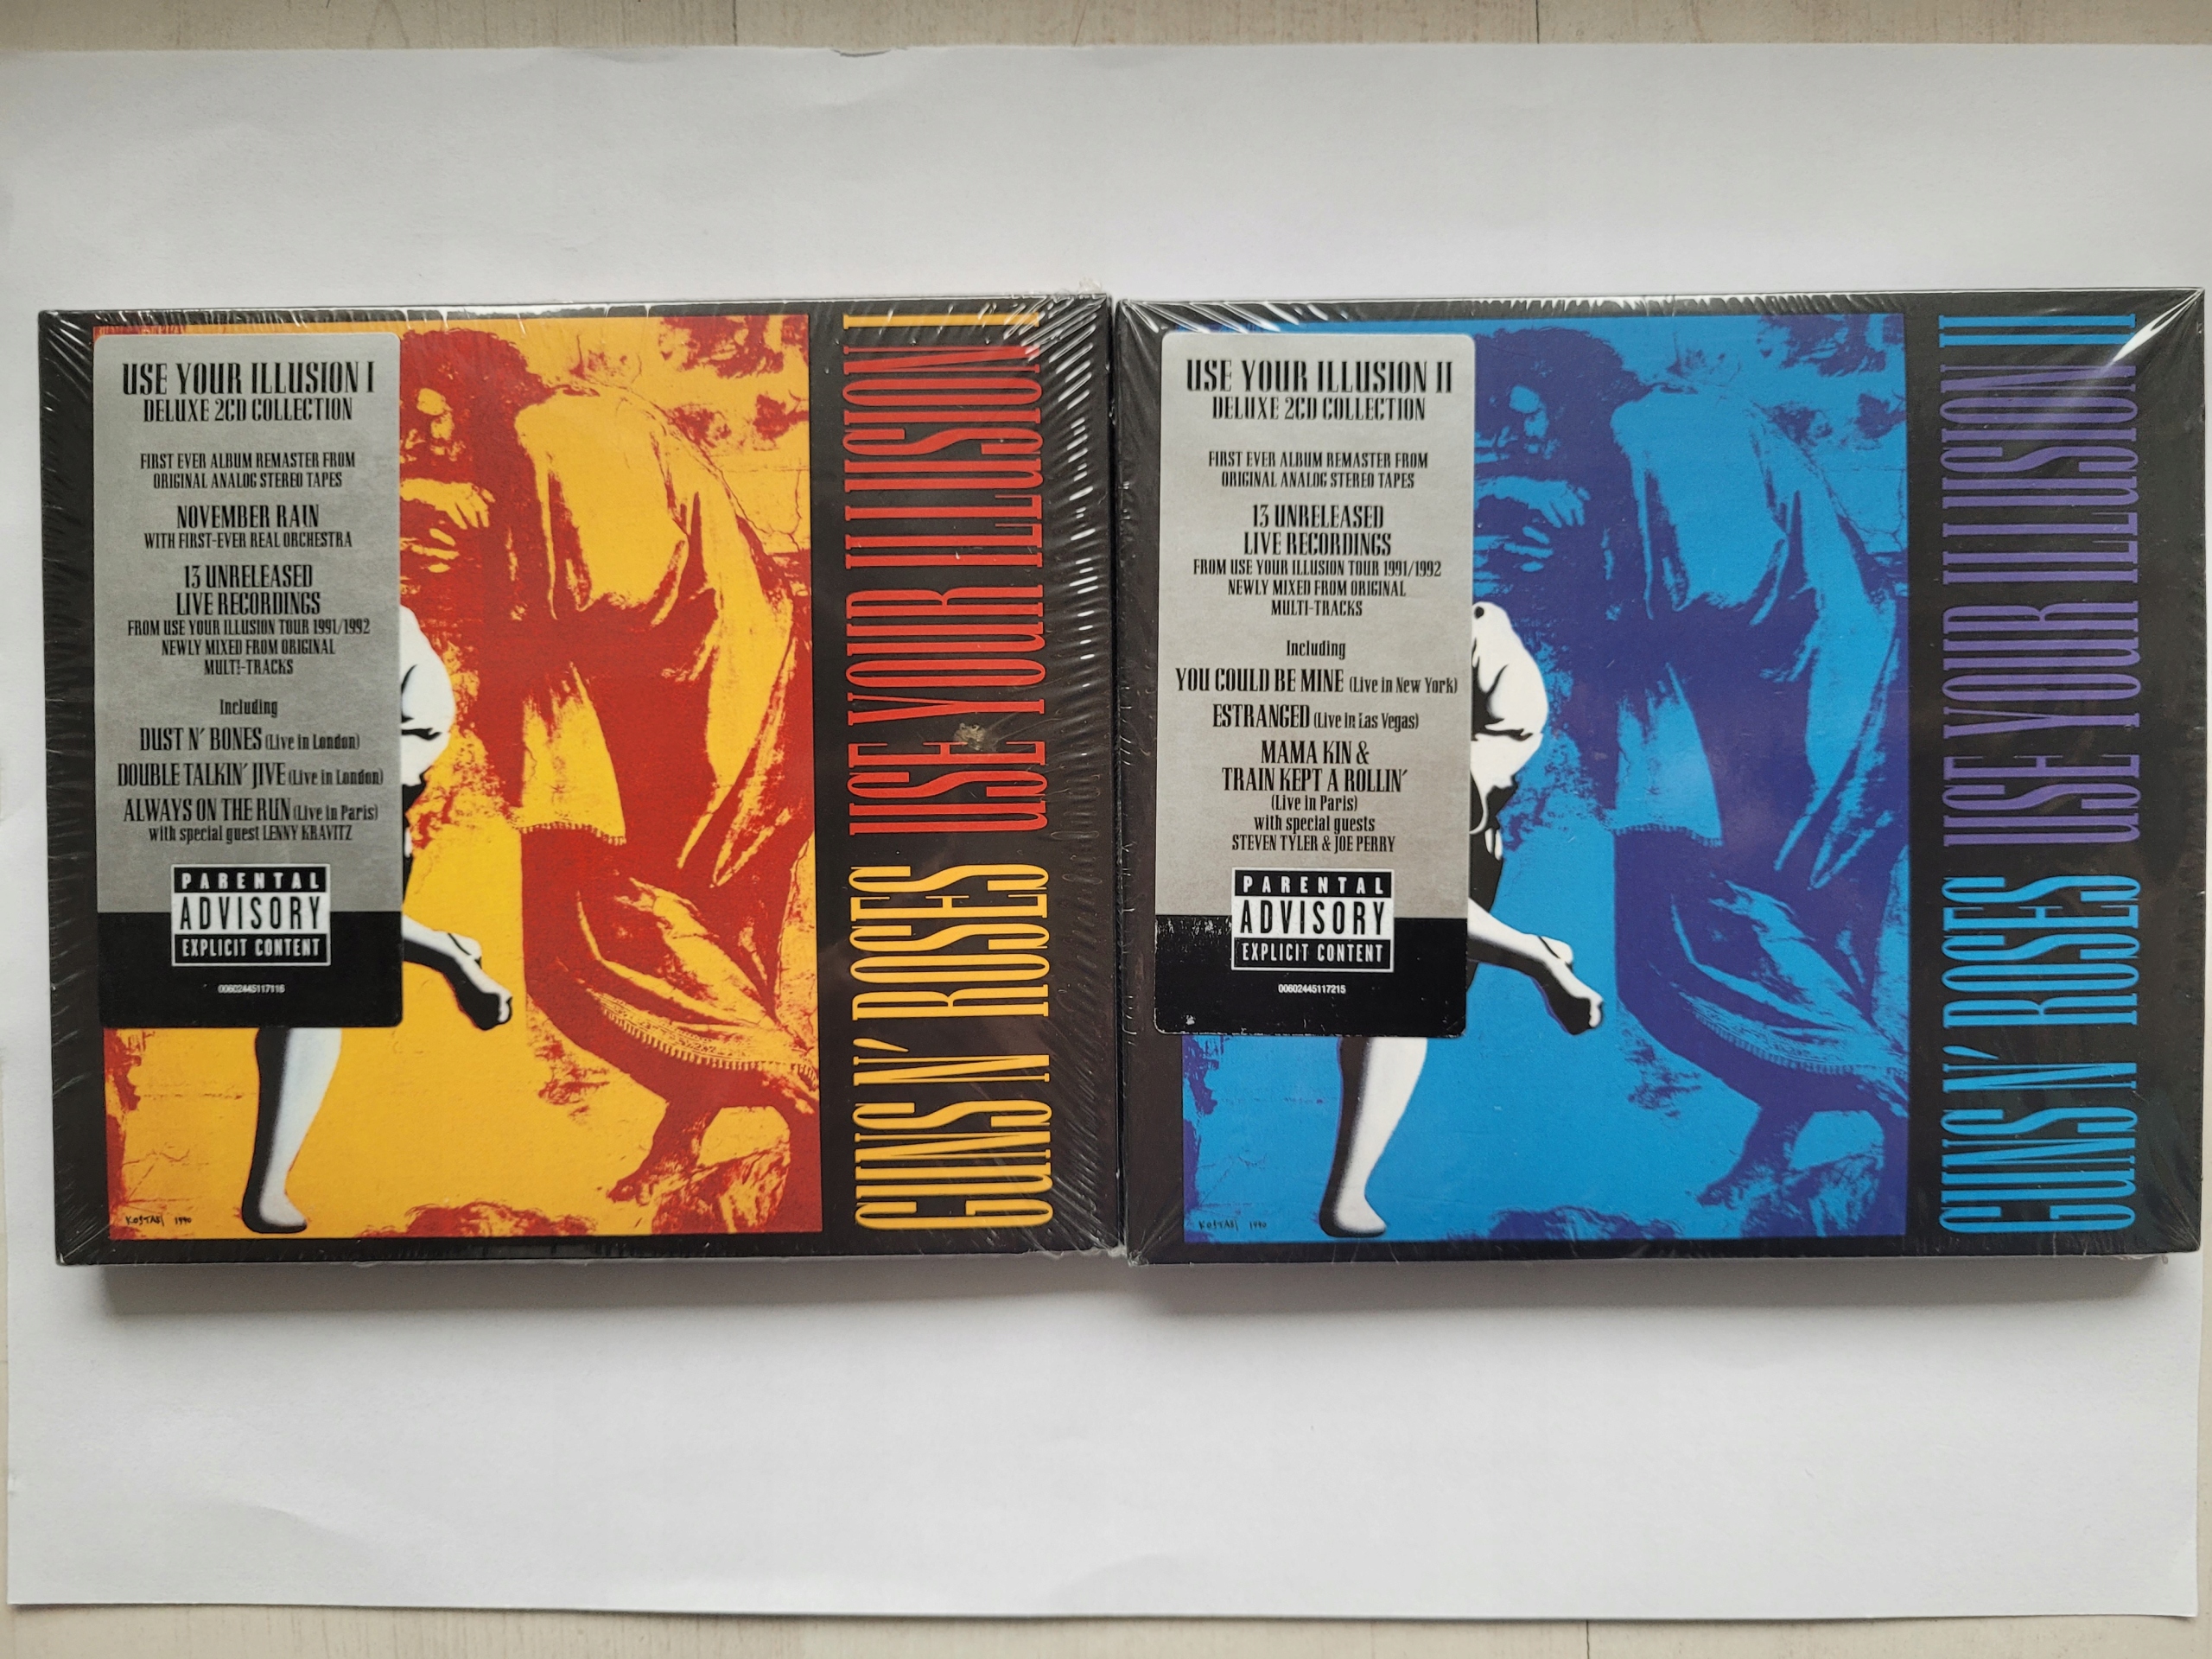 USE YOUR ILLUSION I
DELUXE 2CD COLLECTION
FIRST EVER ALBUM REMASTER FROM
ORIGINAL ANALOG STEREO TAPES
NOVEMBER RAIN
WITH FIRST-EVER REAL ORCHESTRA
13 UNRELEASED
LIVE RECORDINGS
FROM USE YOUR ILLUSION TOUR 1991/1992
NEWLY MIXED FROM ORIGINAL
MULTI-TRACKS
Including
DUST N' BONES (Live in London)
DOUBLE TALKIN' JIVE (Live in London)
ALWAYS ON THE RUN (Live in Paris)
with special guest LENNY KRAVITZ
PARENTAL
ADVISORY
EXPLICIT CONTENT
00602445117116
KOSTABI 1990
GUNS N' ROSES USE YOUR ILLUSION I
USE YOUR ILLUSION II
DELUXE 2CD COLLECTION
FIRST EVER ALBUM REMASTER FROM
ORIGINAL ANALOG STEREO TAPES
13 UNRELEASED
LIVE RECORDINGS
FROM USE YOUR ILLUSION TOUR 1991/1992
NEWLY MIXED FROM ORIGINAL
MULTI-TRACKS
Including
YOU COULD BE MINE (Live in New York)
ESTRANGED (Live in Las Vegas)
MAMA KIN &
TRAIN KEPT A ROLLIN'
(Live in Paris)
with special guests
STEVEN TYLER & JOE PERRY
PARENTAL
ADVISORY
EXPLICIT CONTENT
00602445117215
KOSTABI 1990
GUNS N' ROSES USE YOUR ILLUSION II